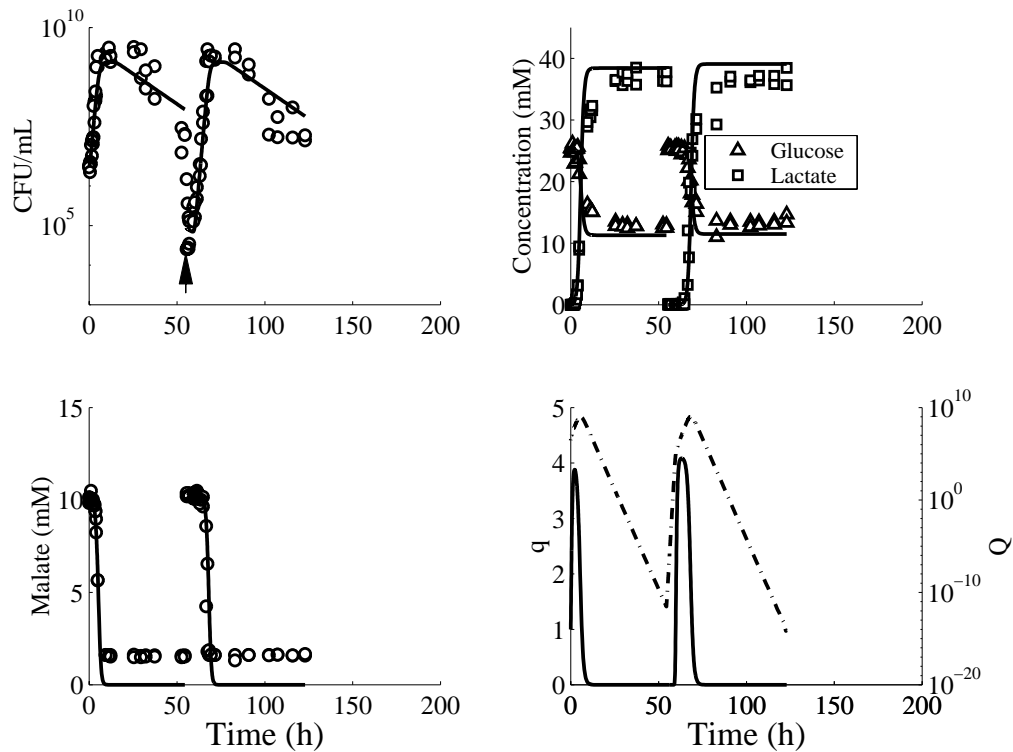 10^10
10^5
CFU/mL
0 50 100 150 200
40
30
20
10
0
Concentration (mM)
Glucose
Lactate
0 50 100 150 200
15
10
5
0
Malate (mM)
0 50 100 150 200
Time (h)
5
4
3
2
1
0
q
10^10
10^0
10^-10
10^-20
Q
0 50 100 150 200
Time (h)